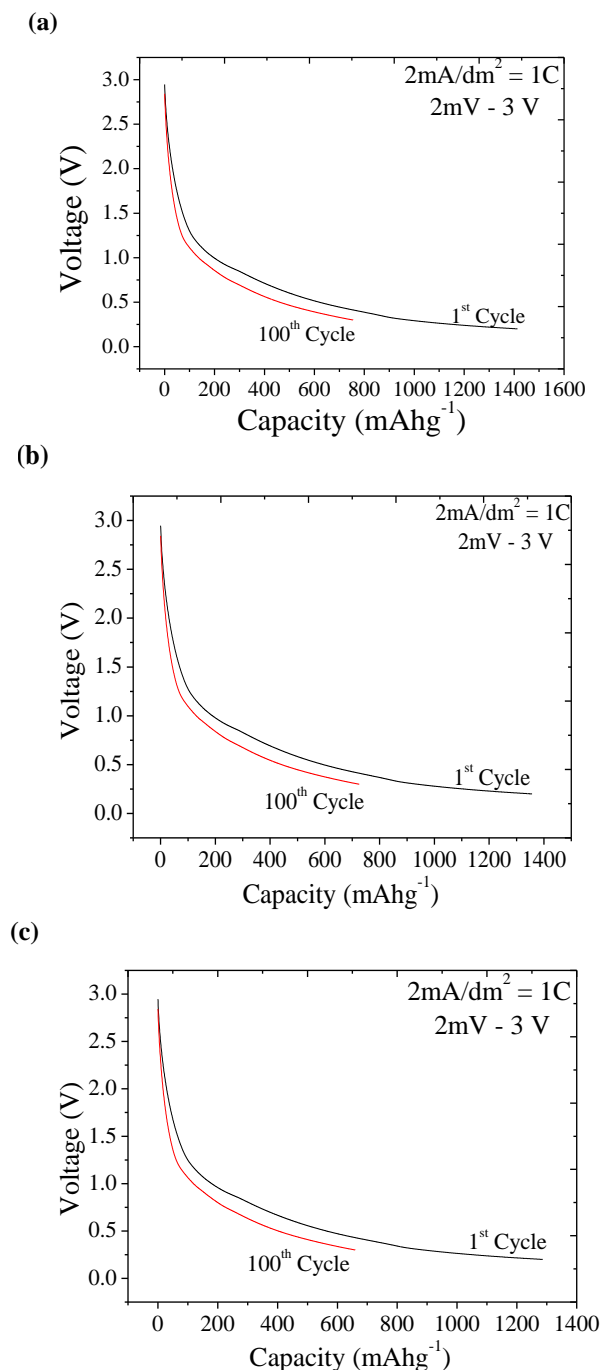 (a)
2mA/dm² = 1C
2mV - 3 V
3.0
2.5
2.0
1.5
1.0
0.5
0.0
Voltage (V)
1st Cycle
100th Cycle
0 200 400 600 800 1000 1200 1400 1600
Capacity (mAhg⁻¹)
(b)
2mA/dm² = 1C
2mV - 3 V
3.0
2.5
2.0
1.5
1.0
0.5
0.0
Voltage (V)
1st Cycle
100th Cycle
0 200 400 600 800 1000 1200 1400
Capacity (mAhg⁻¹)
(c)
2mA/dm² = 1C
2mV - 3 V
3.0
2.5
2.0
1.5
1.0
0.5
0.0
Voltage (V)
1st Cycle
100th Cycle
0 200 400 600 800 1000 1200 1400
Capacity (mAhg⁻¹)